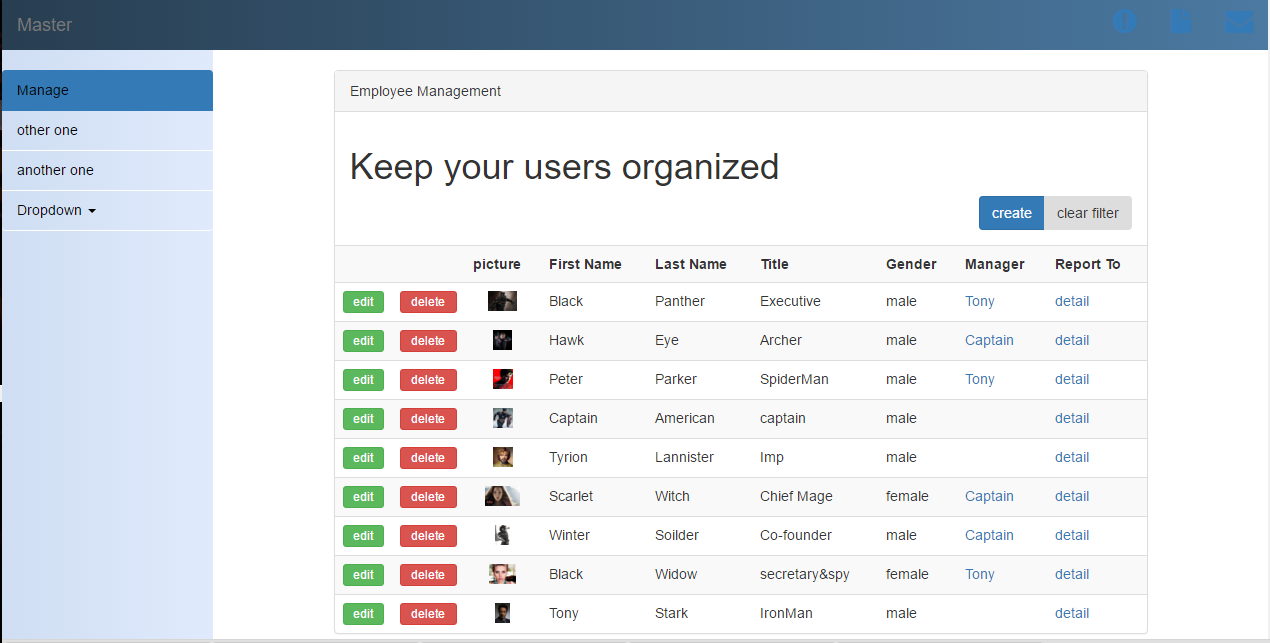 Master
Manage
other one
another one
Dropdown
Employee Management
Keep your users organized
create clear filter
picture First Name Last Name Title Gender Manager Report To
edit delete Black Panther Executive male Tony detail
edit delete Hawk Eye Archer male Captain detail
edit delete Peter Parker SpiderMan male Tony detail
edit delete Captain American captain male detail
edit delete Tyrion Lannister Imp male detail
edit delete Scarlet Witch Chief Mage female Captain detail
edit delete Winter Soilder Co-founder male Captain detail
edit delete Black Widow secretary&spy female Tony detail
edit delete Tony Stark IronMan male detail